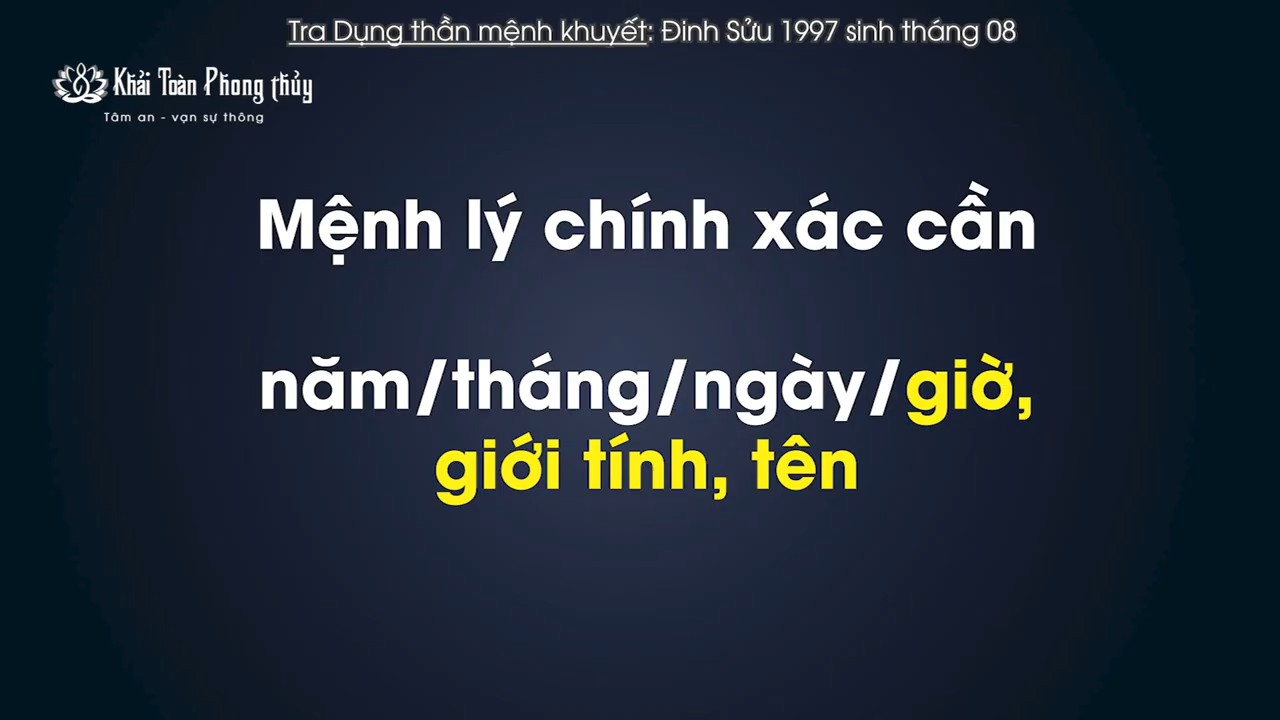 Tra Dụng thần mệnh khuyết: Đinh Sửu 1997 sinh tháng 08
Khải Toàn Phong thủy
Tâm an - vạn sự thông
Mệnh lý chính xác cần
năm/tháng/ngày/giờ,
giới tính, tên